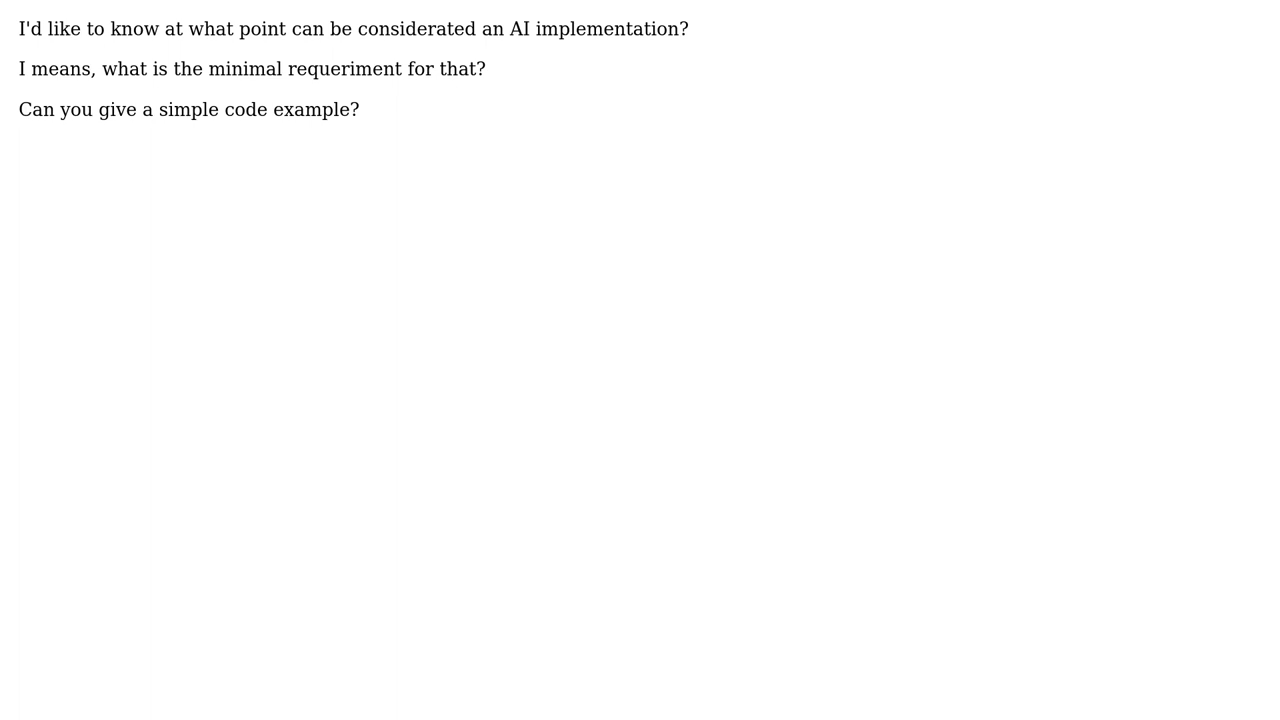 I'd like to know at what point can be considerated an AI implementation?
I means, what is the minimal requeriment for that?
Can you give a simple code example?